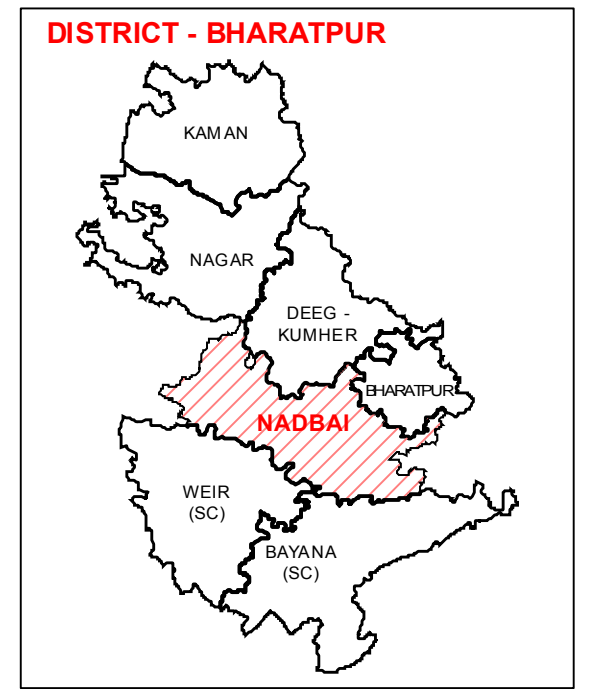 DISTRICT - BHARATPUR
KAMAN
NAGAR
DEEG -
KUMHER
BHARATPUR
NADBAI
WEIR
(SC)
BAYANA
(SC)